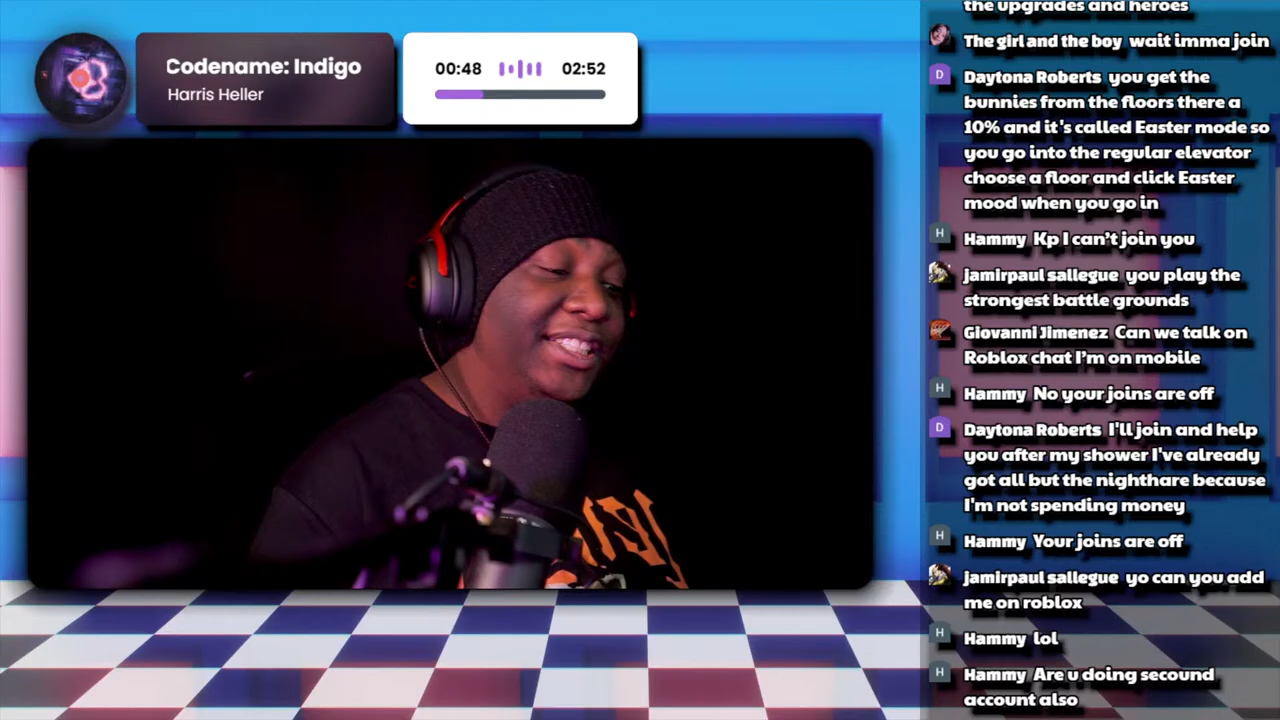 Codename: Indigo
Harris Heller
00:48
02:52
the upgrades and heroes
The girl and the boy wait imma join
D
Daytona Roberts you get the
bunnies from the floors there a
10% and it's called Easter mode so
you go into the regular elevator
choose a floor and click Easter
mood when you go in
H
Hammy Kp I can't join you
jamirpaul sallegue you play the
strongest battle grounds
Giovanni Jimenez Can we talk on
Roblox chat I'm on mobile
H
Hammy No your joins are off
D
Daytona Roberts I'll join and help
you after my shower I've already
got all but the nighthare because
I'm not spending money
H
Hammy Your joins are off
jamirpaul sallegue yo can you add
me on roblox
H
Hammy lol
H
Hammy Are u doing secound
account also